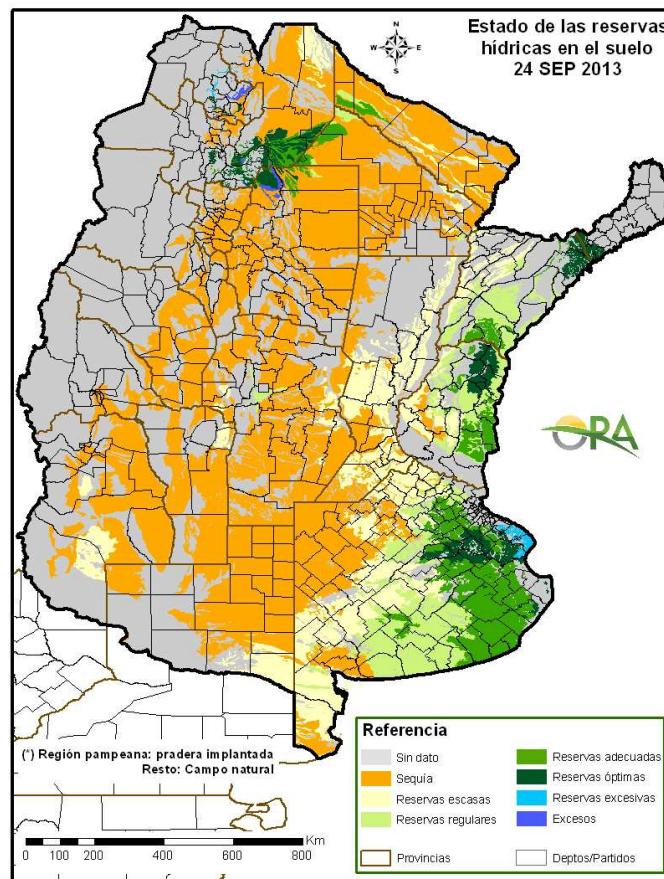 Estado de las reservas
hídricas en el suelo
24 SEP 2013
N
W E
S
ORA
(*) Región pampeana: pradera implantada
Resto: Campo natural
Km
0 50 100 200 400 600 800
Referencia
Sin dato
Sequía
Reservas escasas
Reservas regulares
Reservas adecuadas
Reservas óptimas
Reservas excesivas
Excesos
Provincias
Deptos/Partidos